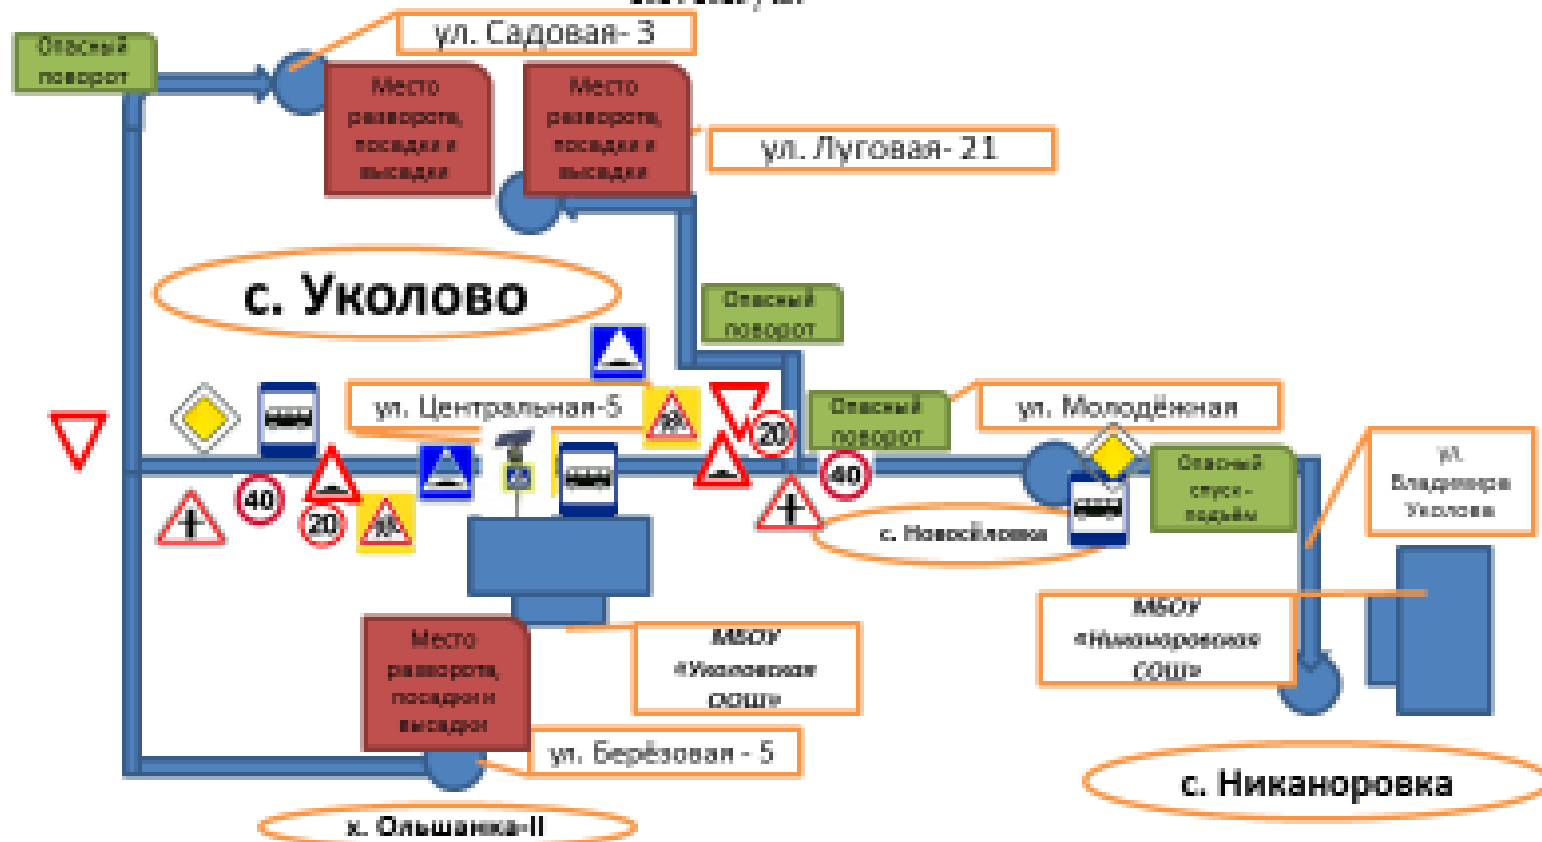 ул. Садовая- 3
Опасный
поворот
Место
разворота,
посадки и
высадки
Место
разворота,
посадки и
высадки
ул. Луговая- 21
с. Уколово
Опасный
поворот
ул. Центральная-5
20
Опасный
поворот
ул. Молодёжная
40
20
40
Опасный
спуск-
подъём
ул.
Владимира
Уколова
с. Новосёловка
МБОУ
«Никаноровская
СОШ»
Место
разворота,
посадки и
высадки
МБОУ
«Уколовская
ООШ»
ул. Берёзовая - 5
с. Никаноровка
х. Ольшанка-II